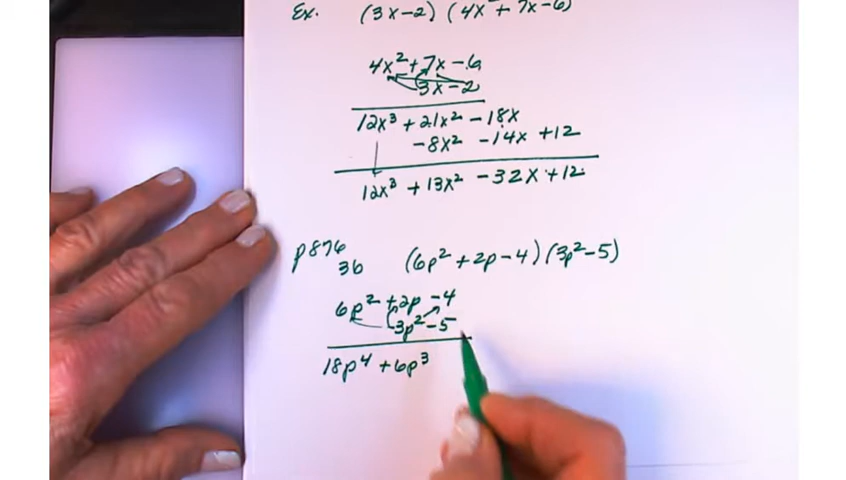 Ex. (3x-2) (4x² + 7x-6)
4x² + 7x - 6
3x - 2
12x³ + 21x² - 18x
-8x² - 14x + 12
12x³ + 13x² - 32x + 12
p876
36 (6p² + 2p - 4) (3p² - 5)
6p² + 2p - 4
3p² - 5
18p⁴ + 6p³